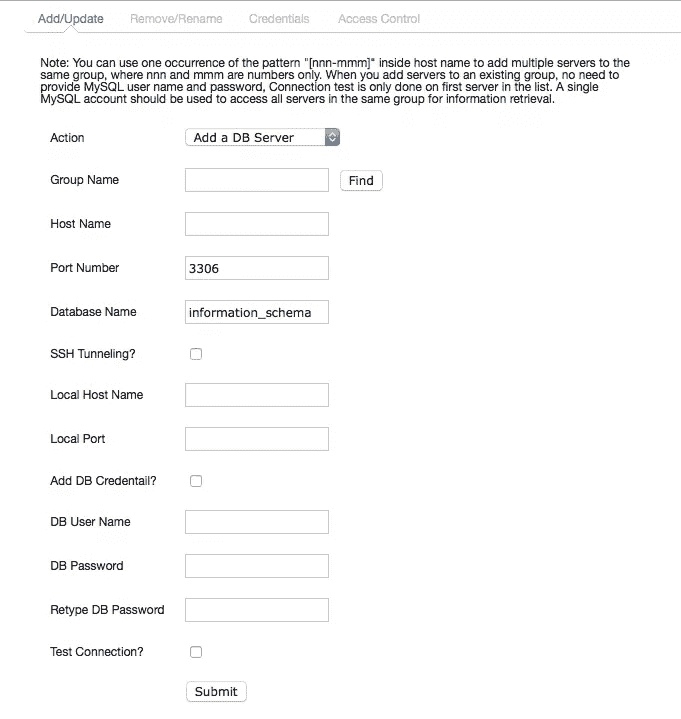 Add/Update Remove/Rename Credentials Access Control
Note: You can use one occurrence of the pattern "[nnn-mmm]" inside host name to add multiple servers to the
same group, where nnn and mmm are numbers only. When you add servers to an existing group, no need to
provide MySQL user name and password, Connection test is only done on first server in the list. A single
MySQL account should be used to access all servers in the same group for information retrieval.
Action Add a DB Server
Group Name Find
Host Name
Port Number 3306
Database Name information_schema
SSH Tunneling?
Local Host Name
Local Port
Add DB Credentail?
DB User Name
DB Password
Retype DB Password
Test Connection?
Submit